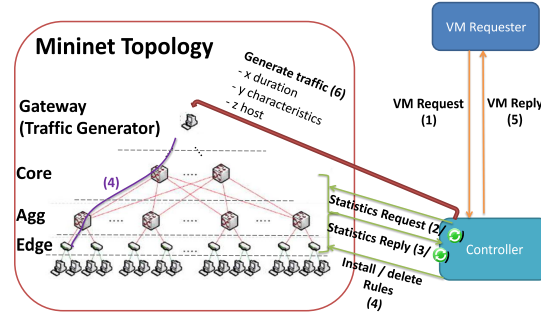 VM Requester
Mininet Topology
Generate traffic (6)
- x duration
- y characteristics
- z host
Gateway
(Traffic Generator)
VM Request
(1)
VM Reply
(5)
(4)
Core
Agg
Edge
Statistics Request (2/
Statistics Reply (3/
Install / delete
Rules
(4)
Controller